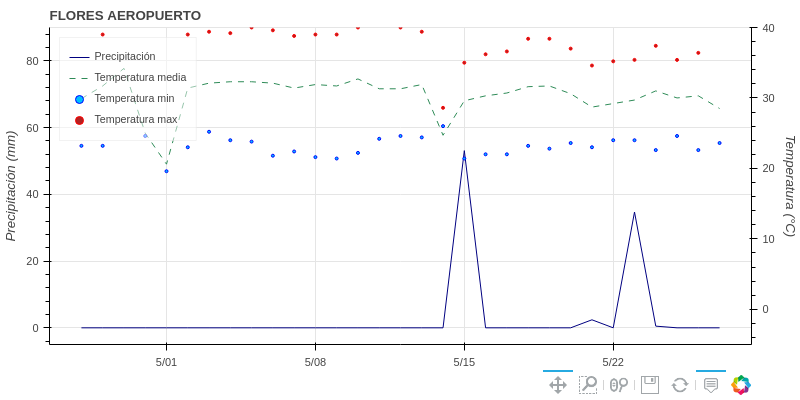 FLORES AEROPUERTO
Precipitación
Temperatura media
Temperatura min
Temperatura max
Precipitación (mm)
80
60
40
20
0
40
30
20
10
0
Temperatura (°C)
5/01
5/08
5/15
5/22